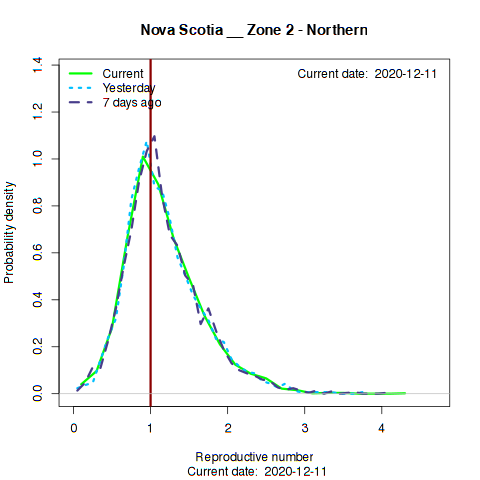 Nova Scotia __ Zone 2 - Northern
Current
Yesterday
7 days ago
Current date:  2020-12-11
Probability density
1.4
1.2
1.0
0.8
0.6
0.4
0.2
0.0
0 1 2 3 4
Reproductive number
Current date:  2020-12-11